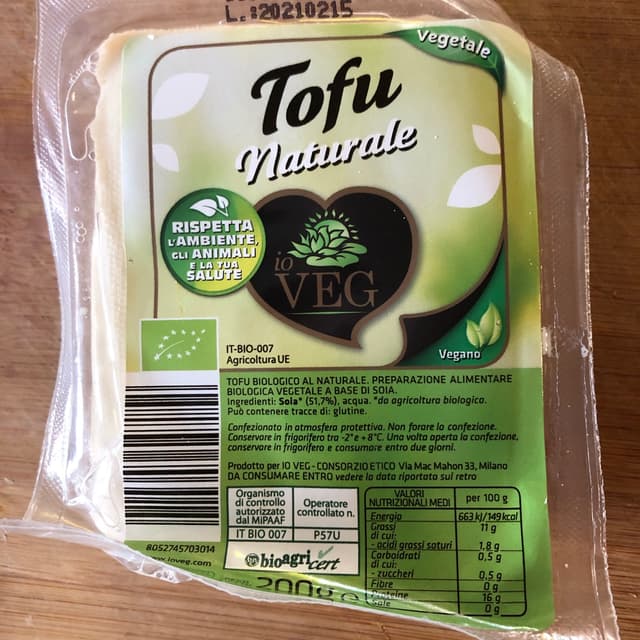 L.:20210215
Vegetale
Tofu
Naturale
RISPETTA
L'AMBIENTE,
GLI ANIMALI
E LA TUA
SALUTE
io
VEG
Vegano
IT-BIO-007
Agricoltura UE
TOFU BIOLOGICO AL NATURALE. PREPARAZIONE ALIMENTARE
BIOLOGICA VEGETALE A BASE DI SOIA.
Ingredienti: Soia* (51,7%), acqua. *da agricoltura biologica.
Può contenere tracce di: glutine.
Confezionato in atmosfera protettiva. Non forare la confezione.
Conservare in frigorifero tra -2°e +8°C. Una volta aperta la confezione,
conservare in frigorifero e consumare entro due giorni.
Prodotto per IO VEG - CONSORZIO ETICO Via Mac Mahon 33, Milano
DA CONSUMARE ENTRO vedere la data riportata sul retro
Organismo di controllo autorizzato dal MiPAAF
Operatore controllato n.
IT BIO 007 P57U
bioagricert
8052745703014
.ioveg.com
200g e
VALORI NUTRIZIONALI MEDI per 100 g
Energia 663 kj/149kcal
Grassi 11 g
di cui:
- acidi grassi saturi 1,8 g
Carboidrati 0,5 g
di cui:
- zuccheri 0,5 g
Fibre 0 g
Proteine 16 g
Sale 0 g